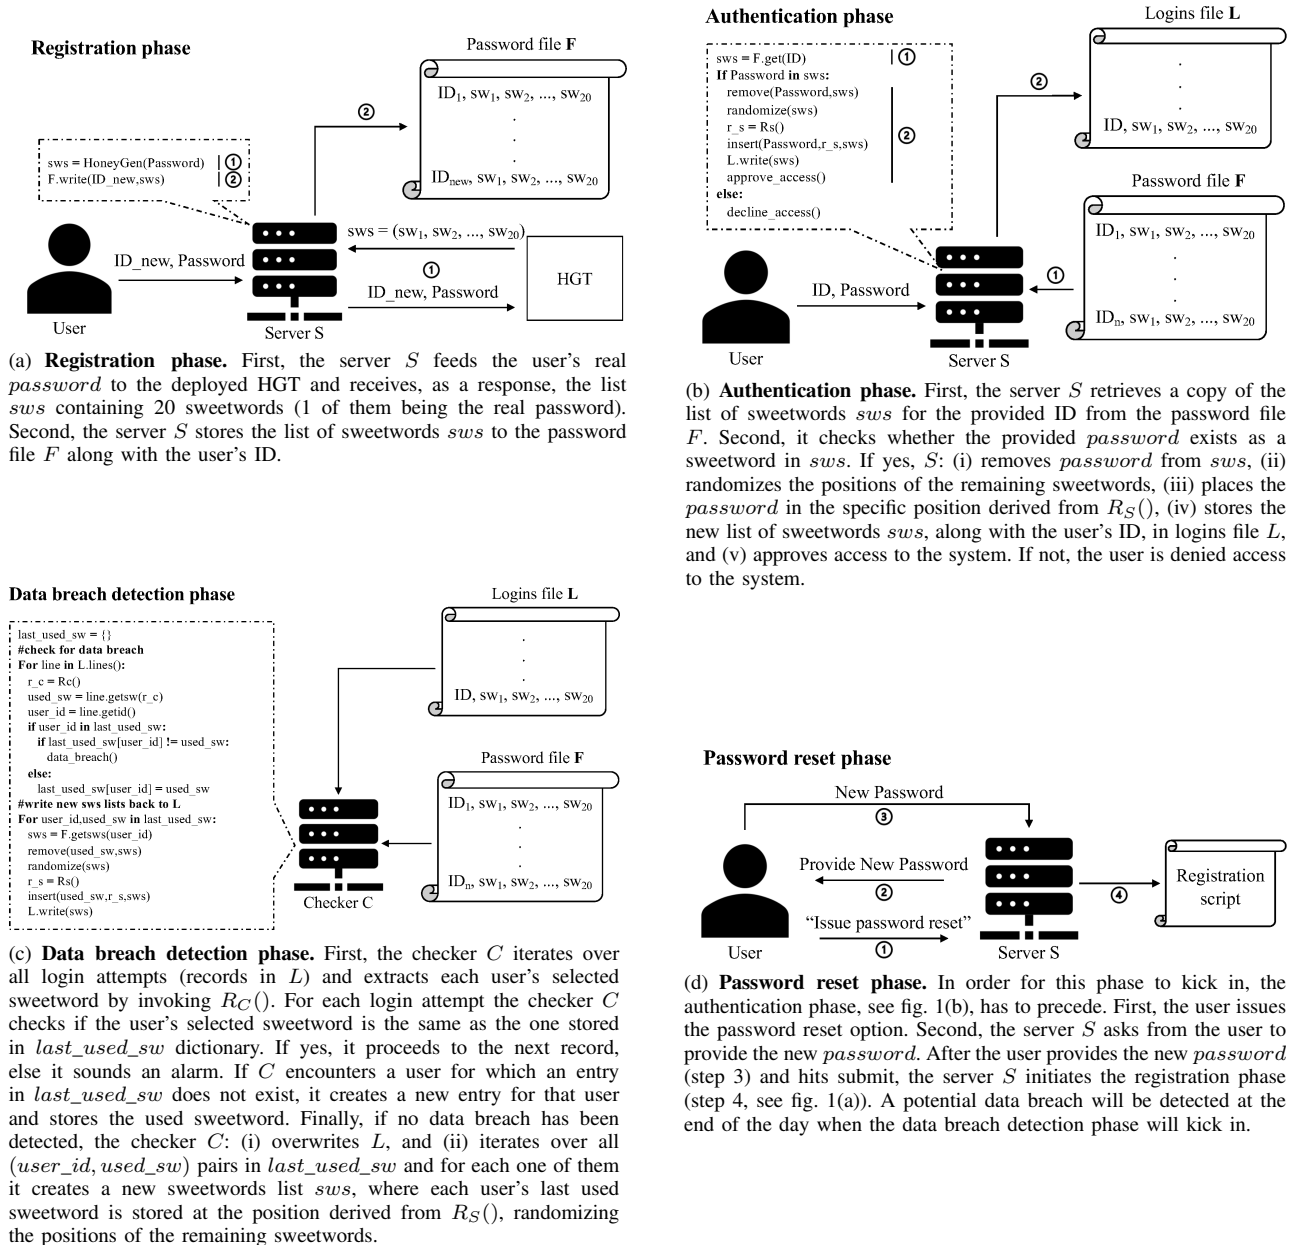 Registration phase
Password file F
ID1, sw1, sw2, ..., sw20
.
.
.
IDnew, sw1, sw2, ..., sw20
②
sws = HoneyGen(Password) ①
F.write(ID_new,sws) ②
sws = (sw1, sw2, ..., sw20)
ID_new, Password
①
ID_new, Password
HGT
User
Server S
(a) Registration phase. First, the server S feeds the user's real
password to the deployed HGT and receives, as a response, the list
sws containing 20 sweetwords (1 of them being the real password).
Second, the server S stores the list of sweetwords sws to the password
file F along with the user's ID.
Authentication phase
Logins file L
.
.
.
ID, sw1, sw2, ..., sw20
②
sws = F.get(ID) ①
If Password in sws:
remove(Password,sws)
randomize(sws)
r_s = Rs() ②
insert(Password,r_s,sws)
L.write(sws)
approve_access()
else:
decline_access()
Password file F
ID1, sw1, sw2, ..., sw20
.
.
.
IDn, sw1, sw2, ..., sw20
①
ID, Password
User
Server S
(b) Authentication phase. First, the server S retrieves a copy of the
list of sweetwords sws for the provided ID from the password file
F. Second, it checks whether the provided password exists as a
sweetword in sws. If yes, S: (i) removes password from sws, (ii)
randomizes the positions of the remaining sweetwords, (iii) places the
password in the specific position derived from RS(), (iv) stores the
new list of sweetwords sws, along with the user's ID, in logins file L,
and (v) approves access to the system. If not, the user is denied access
to the system.
Data breach detection phase
Logins file L
.
.
.
ID, sw1, sw2, ..., sw20
last_used_sw = {}
#check for data breach
For line in L.lines():
r_c = Rc()
used_sw = line.getsw(r_c)
user_id = line.getid()
if user_id in last_used_sw:
if last_used_sw[user_id] != used_sw:
data_breach()
else:
last_used_sw[user_id] = used_sw
#write new sws lists back to L
For user_id,used_sw in last_used_sw:
sws = F.getsws(user_id)
remove(used_sw,sws)
randomize(sws)
r_s = Rs()
insert(used_sw,r_s,sws)
L.write(sws)
Password file F
ID1, sw1, sw2, ..., sw20
.
.
.
IDn, sw1, sw2, ..., sw20
Checker C
(c) Data breach detection phase. First, the checker C iterates over
all login attempts (records in L) and extracts each user's selected
sweetword by invoking RC(). For each login attempt the checker C
checks if the user's selected sweetword is the same as the one stored
in last_used_sw dictionary. If yes, it proceeds to the next record,
else it sounds an alarm. If C encounters a user for which an entry
in last_used_sw does not exist, it creates a new entry for that user
and stores the used sweetword. Finally, if no data breach has been
detected, the checker C: (i) overwrites L, and (ii) iterates over all
(user_id, used_sw) pairs in last_used_sw and for each one of them
it creates a new sweetwords list sws, where each user's last used
sweetword is stored at the position derived from RS(), randomizing
the positions of the remaining sweetwords.
Password reset phase
New Password
③
Provide New Password
②
"Issue password reset"
①
④
Registration
script
User
Server S
(d) Password reset phase. In order for this phase to kick in, the
authentication phase, see fig. 1(b), has to precede. First, the user issues
the password reset option. Second, the server S asks from the user to
provide the new password. After the user provides the new password
(step 3) and hits submit, the server S initiates the registration phase
(step 4, see fig. 1(a)). A potential data breach will be detected at the
end of the day when the data breach detection phase will kick in.